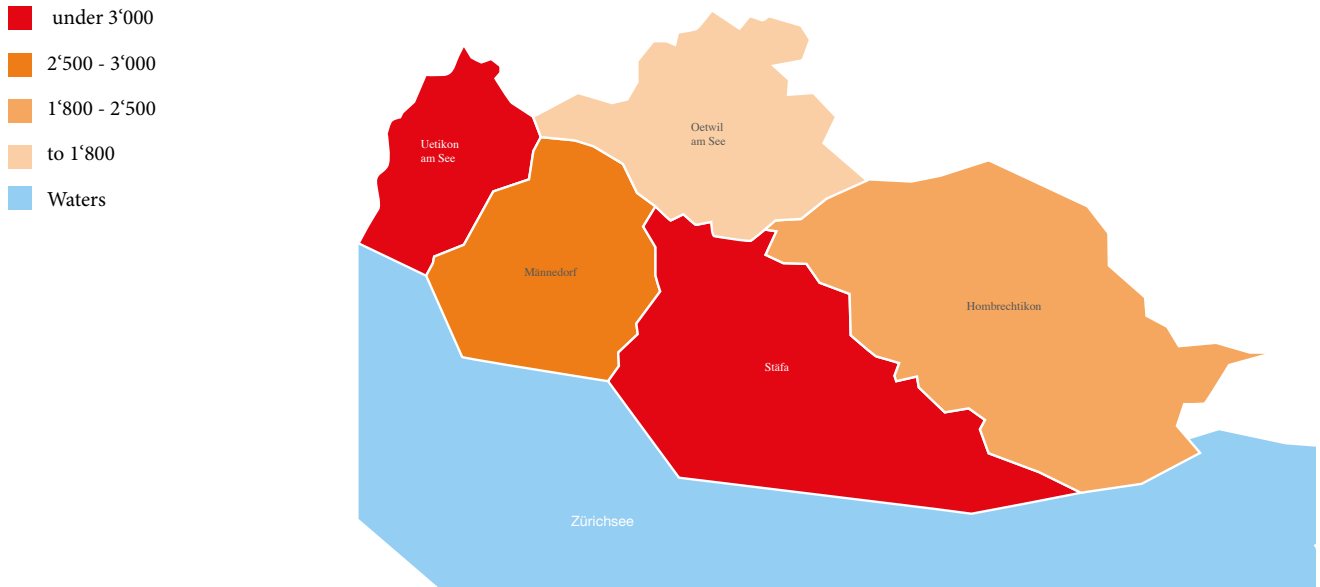 under 3‘000
2‘500 - 3‘000
1‘800 - 2‘500
to 1‘800
Waters
Uetikon
am See
Oetwil
am See
Männedorf
Hombrechtikon
Stäfa
Zürichsee